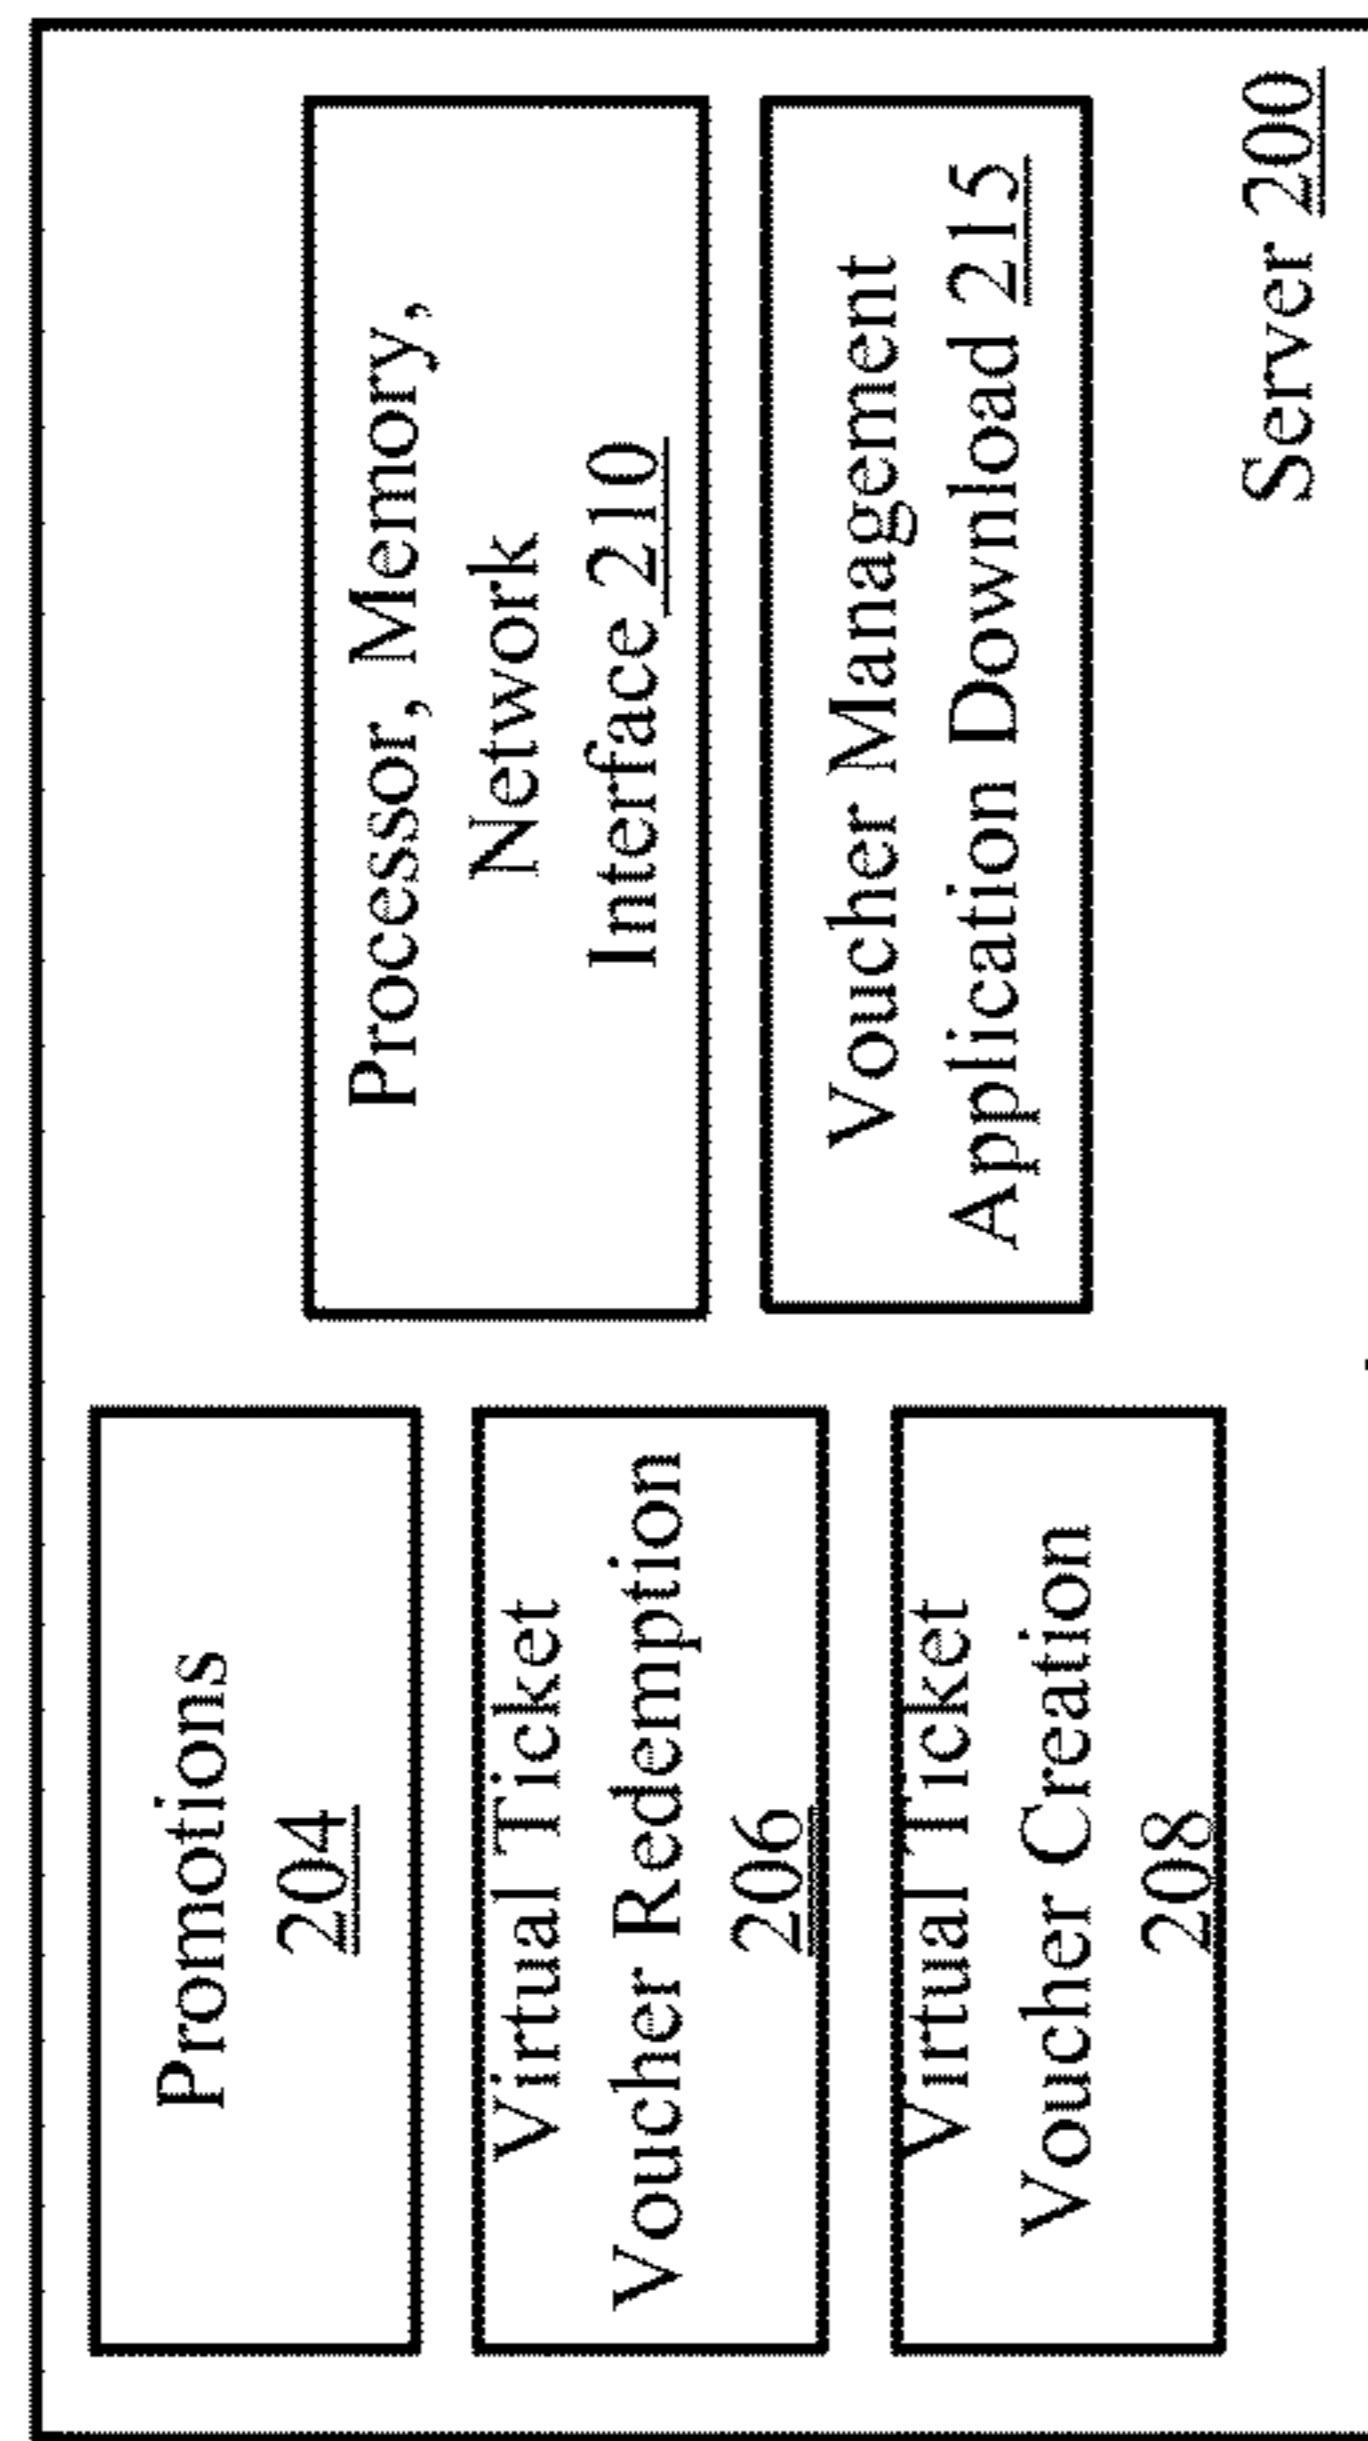 Promotions
204
Virtual Ticket
Voucher Redemption
206
Virtual Ticket
Voucher Creation
208
Processor, Memory,
Network
Interface 210
Voucher Management
Application Download 215
Server 200